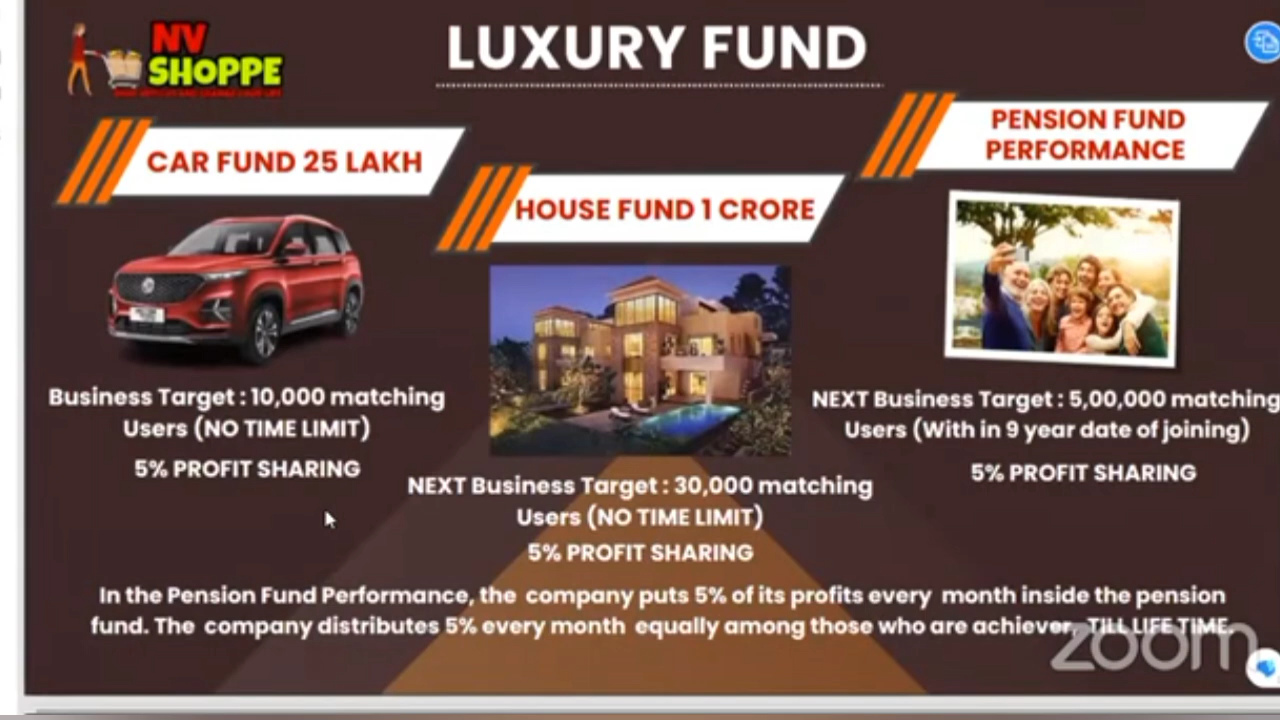 NV
SHOPPE
LUXURY FUND
CAR FUND 25 LAKH
HOUSE FUND 1 CRORE
PENSION FUND
PERFORMANCE
Business Target : 10,000 matching
Users (NO TIME LIMIT)
5% PROFIT SHARING
NEXT Business Target : 30,000 matching
Users (NO TIME LIMIT)
5% PROFIT SHARING
NEXT Business Target : 5,00,000 matching
Users (With in 9 year date of joining)
5% PROFIT SHARING
In the Pension Fund Performance, the company puts 5% of its profits every month inside the pension
fund. The company distributes 5% every month equally among those who are achiever, TILL LIFE TIME.
zoom